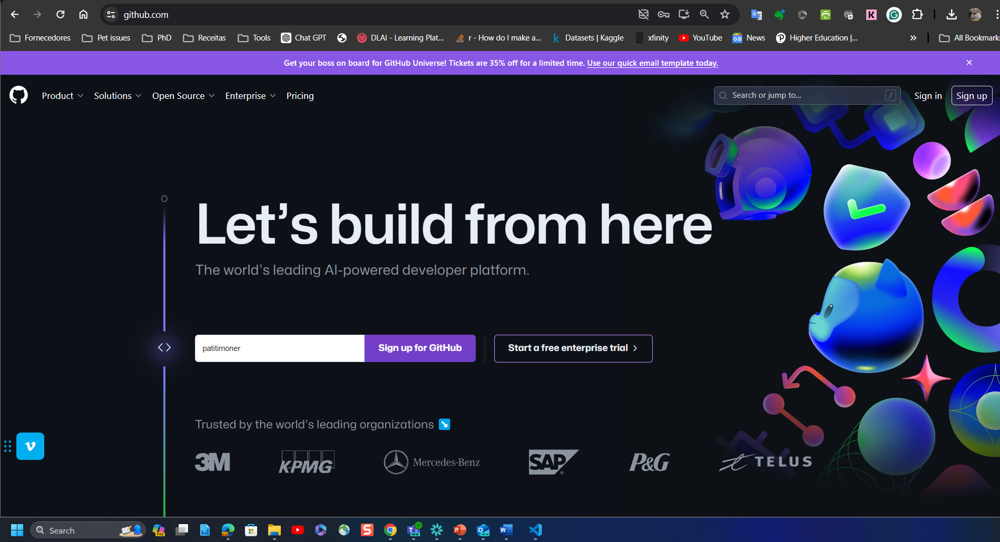 github.com
Fornecedores
Pet issues
PhD
Receitas
Tools
Chat GPT
DLAI - Learning Plat...
r - How do I make a...
Datasets | Kaggle
xfinity
YouTube
News
Higher Education |...
All Bookmarks
Get your boss on board for GitHub Universe! Tickets are 35% off for a limited time. Use our quick email template today.
Product
Solutions
Open Source
Enterprise
Pricing
Search or jump to...
/
Sign in
Sign up
Let’s build from here
The world’s leading AI-powered developer platform.
patitimoner
Sign up for GitHub
Start a free enterprise trial
Trusted by the world’s leading organizations
3M
KPMG
Mercedes-Benz
SAP®
P&G
TELUS
Search
PRE
NEW
NEW